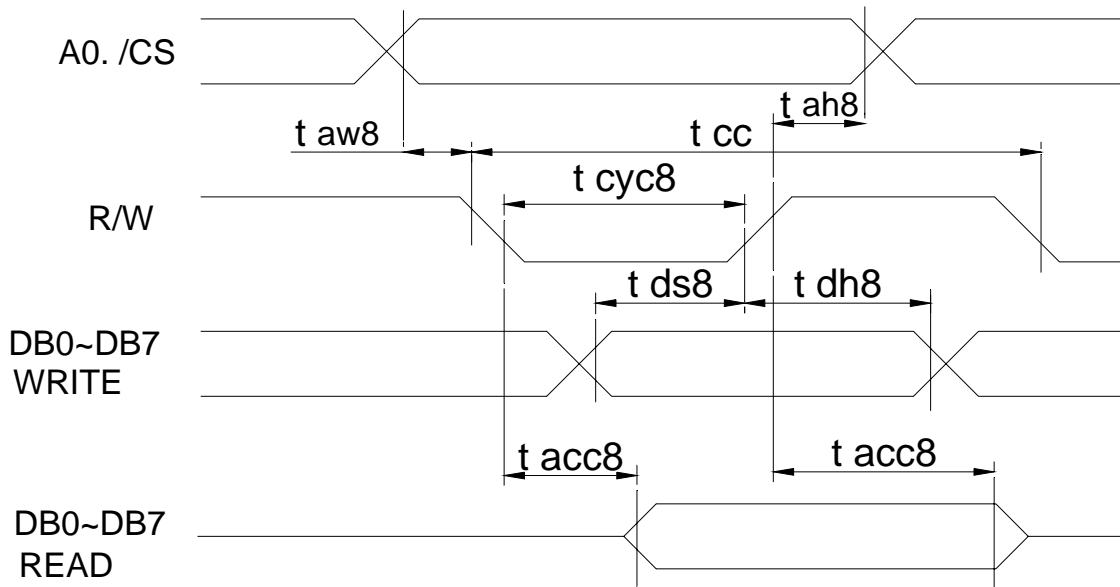 A0. /CS
t ah8
t aw8
t cc
t cyc8
R/W
t ds8
t dh8
DB0~DB7
WRITE
t acc8
t acc8
DB0~DB7
READ